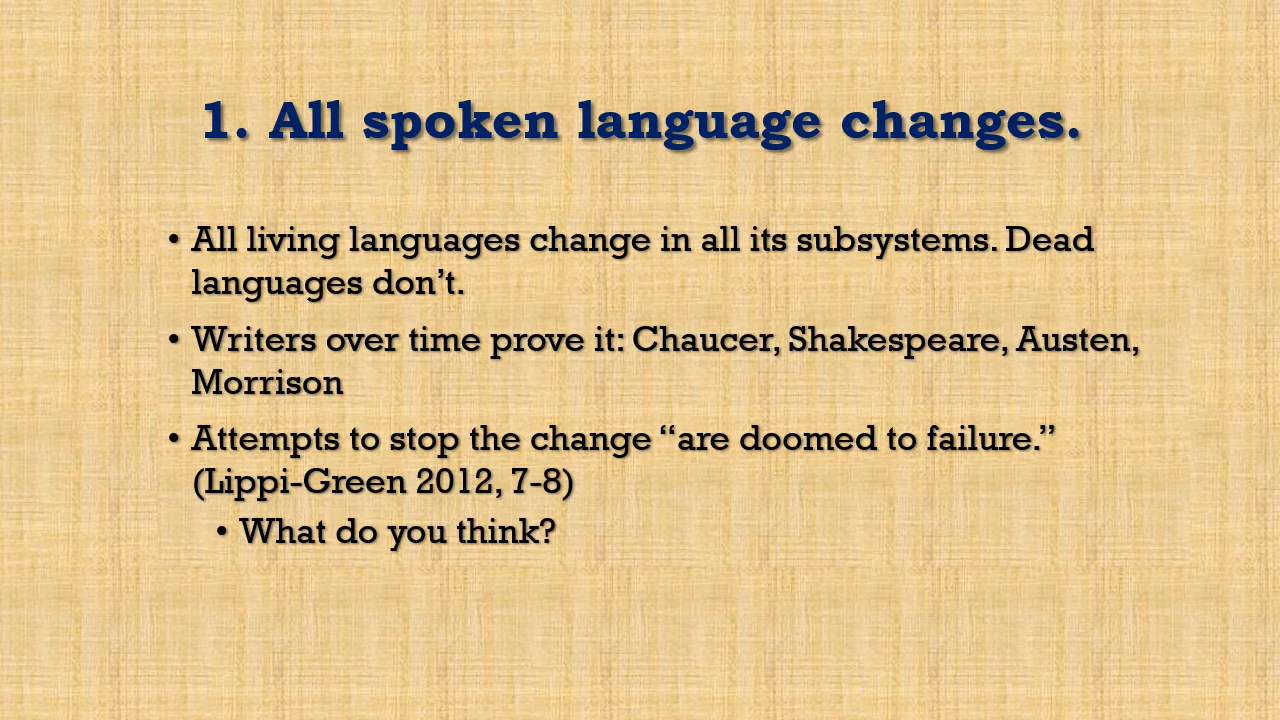 1. All spoken language changes.
• All living languages change in all its subsystems. Dead
languages don’t.
• Writers over time prove it: Chaucer, Shakespeare, Austen,
Morrison
• Attempts to stop the change “are doomed to failure.”
(Lippi-Green 2012, 7-8)
• What do you think?